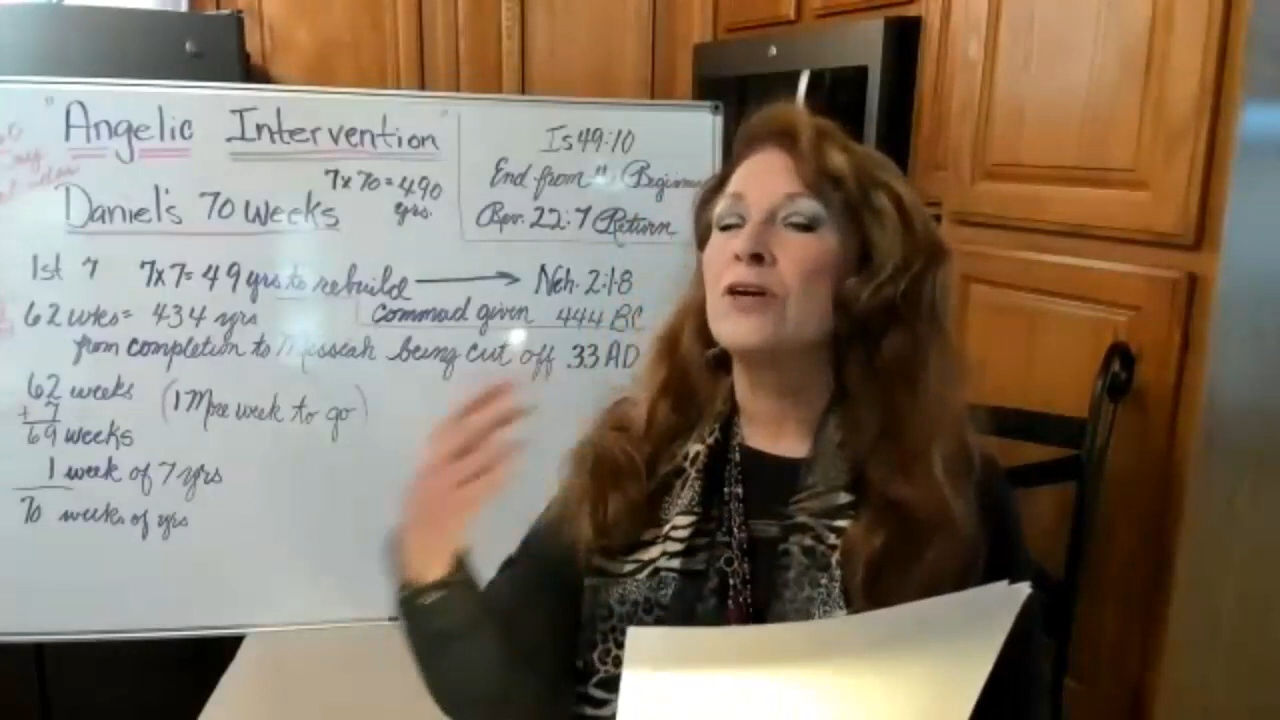 "Angelic Intervention"
7x70=490
yrs.
Daniel's 70 Weeks
Is 49:10
End from "
Rev. 22:7 Return
1st 7 7x7=49 yrs to rebuild Neh. 2:1-8
62 wks= 434 yrs commad given 444 BC
from completion to Messeah being cut off 33 AD
62 weeks
+ 7
69 weeks
(1 More week to go)
1 week of 7 yrs
70 weeks of yrs